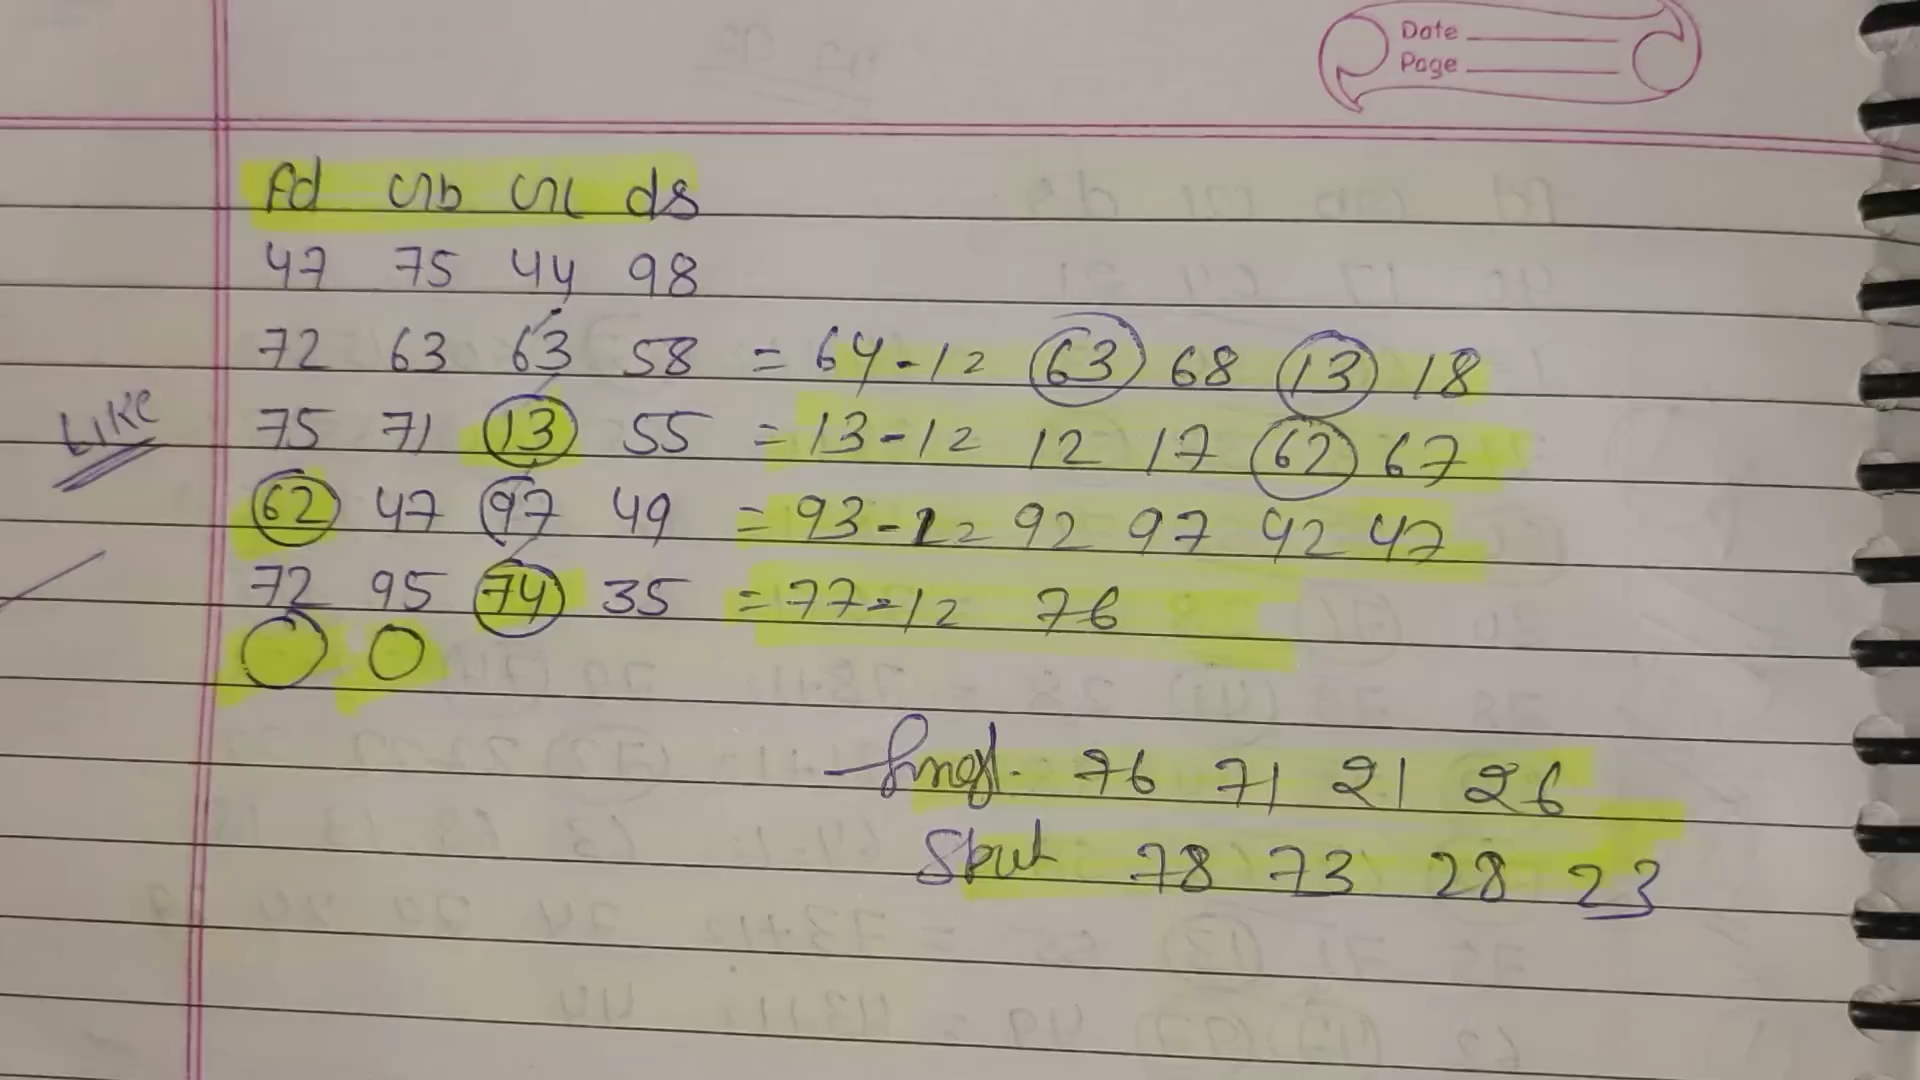 Date
Page
fd GZb GZL dS
47 75 44 98
72 63 63 58 = 64-12 63 68 13 18
75 71 13 55 = 13-12 12 17 62 67
LIKE
62 47 97 49 = 93-12 92 97 42 47
72 95 74 35 = 77-12 76
76 71 21 26
78 73 28 23